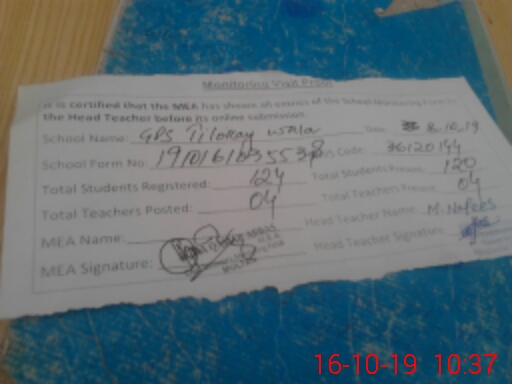 Monitoring Visit Proof
It is certified that the MEA has shown all entries of the School Monitoring Form to
the Head Teacher before its online submission.
School Name: GPS Tilokay wala Date: 8.10.19
School Form No: Code: 36120144
Total Students Registered: 124 Total Students Present: 120
Total Teachers Posted: 04 Total Teachers Present: 04
MEA Name: Head Teacher Name: M. Nafees
MEA Signature: Head Teacher Signature:
16-10-19 10:37